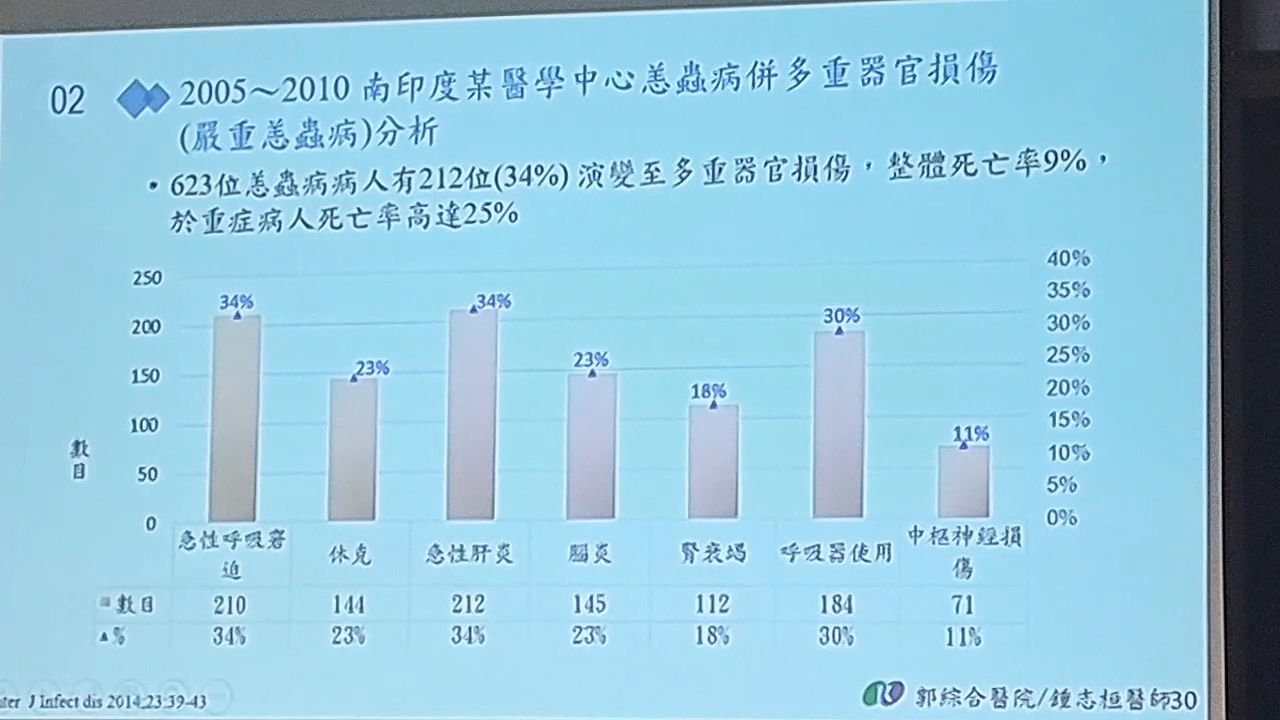 02
2005～2010 南印度某醫學中心恙蟲病併多重器官損傷
(嚴重恙蟲病)分析
• 623位恙蟲病病人有212位(34%) 演變至多重器官損傷，整體死亡率9%，
於重症病人死亡率高達25%
250
200
150
100
50
0
數目
40%
35%
30%
25%
20%
15%
10%
5%
0%
34%
23%
34%
23%
18%
30%
11%
急性呼吸窘迫 休克 急性肝炎 腦炎 腎衰竭 呼吸器使用 中樞神經損傷
數目 210 144 212 145 112 184 71
% 34% 23% 34% 23% 18% 30% 11%
ter J Infect dis 2014;23:39-43
郭綜合醫院/鍾志桓醫師30